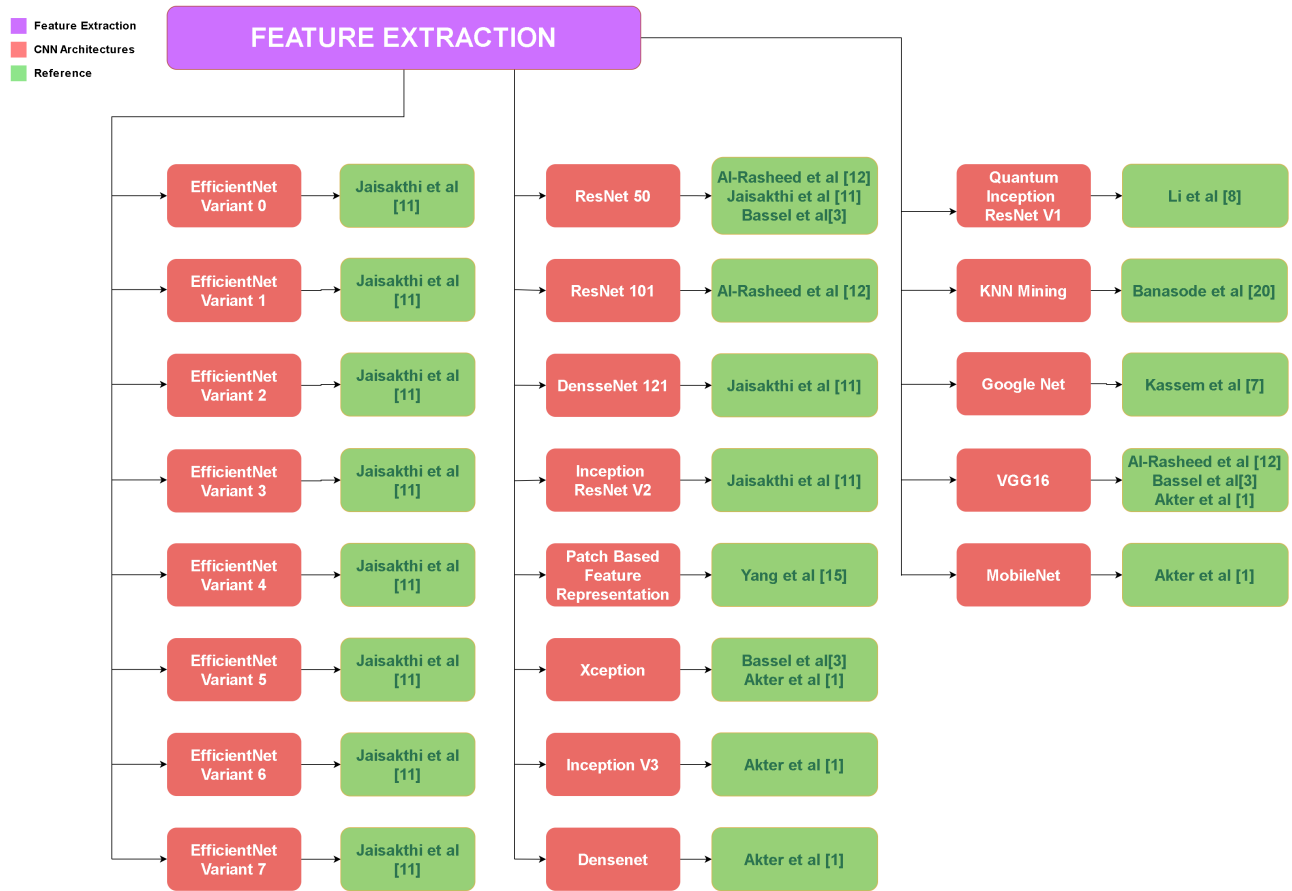 Feature Extraction
CNN Architectures
Reference
FEATURE EXTRACTION
EfficientNet
Variant 0
Jaisakthi et al
[11]
EfficientNet
Variant 1
Jaisakthi et al
[11]
EfficientNet
Variant 2
Jaisakthi et al
[11]
EfficientNet
Variant 3
Jaisakthi et al
[11]
EfficientNet
Variant 4
Jaisakthi et al
[11]
EfficientNet
Variant 5
Jaisakthi et al
[11]
EfficientNet
Variant 6
Jaisakthi et al
[11]
EfficientNet
Variant 7
Jaisakthi et al
[11]
ResNet 50
Al-Rasheed et al [12]
Jaisakthi et al [11]
Bassel et al[3]
ResNet 101
Al-Rasheed et al [12]
DensseNet 121
Jaisakthi et al [11]
Inception
ResNet V2
Jaisakthi et al [11]
Patch Based
Feature
Representation
Yang et al [15]
Xception
Bassel et al[3]
Akter et al [1]
Inception V3
Akter et al [1]
Densenet
Akter et al [1]
Quantum
Inception
ResNet V1
Li et al [8]
KNN Mining
Banasode et al [20]
Google Net
Kassem et al [7]
VGG16
Al-Rasheed et al [12]
Bassel et al[3]
Akter et al [1]
MobileNet
Akter et al [1]